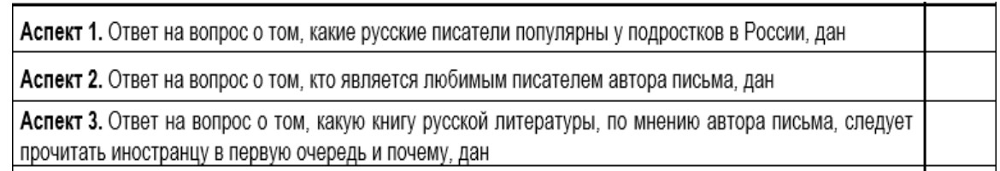 Аспект 1. Ответ на вопрос о том, какие русские писатели популярны у подростков в России, дан
Аспект 2. Ответ на вопрос о том, кто является любимым писателем автора письма, дан
Аспект 3. Ответ на вопрос о том, какую книгу русской литературы, по мнению автора письма, следует
прочитать иностранцу в первую очередь и почему, дан